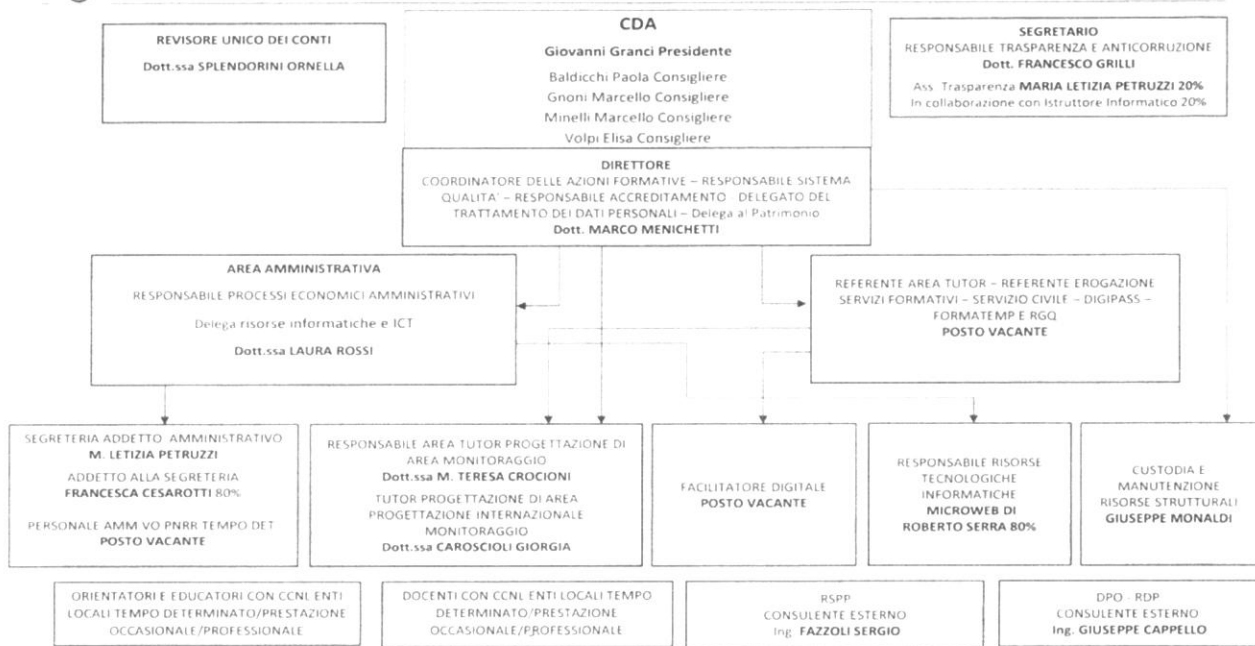 REVISORE UNICO DEI CONTI
Dott.ssa SPLENDORINI ORNELLA
CDA
Giovanni Granci Presidente
Baldicchi Paola Consigliere
Gnoni Marcello Consigliere
Minelli Marcello Consigliere
Volpi Elisa Consigliere
SEGRETARIO
RESPONSABILE TRASPARENZA E ANTICORRUZIONE
Dott. FRANCESCO GRILLI
Ass. Trasparenza MARIA LETIZIA PETRUZZI 20%
In collaborazione con Istruttore Informatico 20%
DIRETTORE
COORDINATORE DELLE AZIONI FORMATIVE – RESPONSABILE SISTEMA
QUALITA' – RESPONSABILE ACCREDITAMENTO DELEGATO DEL
TRATTAMENTO DEI DATI PERSONALI – Delega al Patrimonio
Dott. MARCO MENICHETTI
AREA AMMINISTRATIVA
RESPONSABILE PROCESSI ECONOMICI AMMINISTRATIVI
Delega risorse informatiche e ICT
Dott.ssa LAURA ROSSI
REFERENTE AREA TUTOR – REFERENTE EROGAZIONE
SERVIZI FORMATIVI – SERVIZIO CIVILE – DIGIPASS –
FORMATEMP E RGQ
POSTO VACANTE
SEGRETERIA ADDETTO AMMINISTRATIVO
M. LETIZIA PETRUZZI
ADDETTO ALLA SEGRETERIA
FRANCESCA CESAROTTI 80%
PERSONALE AMM VO PNRR TEMPO DET
POSTO VACANTE
RESPONSABILE AREA TUTOR PROGETTAZIONE DI
AREA MONITORAGGIO
Dott.ssa M. TERESA CROCIONI
TUTOR PROGETTAZIONE DI AREA
PROGETTAZIONE INTERNAZIONALE
MONITORAGGIO
Dott.ssa CAROSCIOLI GIORGIA
FACILITATORE DIGITALE
POSTO VACANTE
RESPONSABILE RISORSE
TECNOLOGICHE
INFORMATICHE
MICROWEB DI
ROBERTO SERRA 80%
CUSTODIA E
MANUTENZIONE
RISORSE STRUTTURALI
GIUSEPPE MONALDI
ORIENTATORI E EDUCATORI CON CCNL ENTI
LOCALI TEMPO DETERMINATO/PRESTAZIONE
OCCASIONALE/PROFESSIONALE
DOCENTI CON CCNL ENTI LOCALI TEMPO
DETERMINATO/PRESTAZIONE
OCCASIONALE/PROFESSIONALE
RSPP
CONSULENTE ESTERNO
Ing. FAZZOLI SERGIO
DPO - RDP
CONSULENTE ESTERNO
Ing. GIUSEPPE CAPPELLO